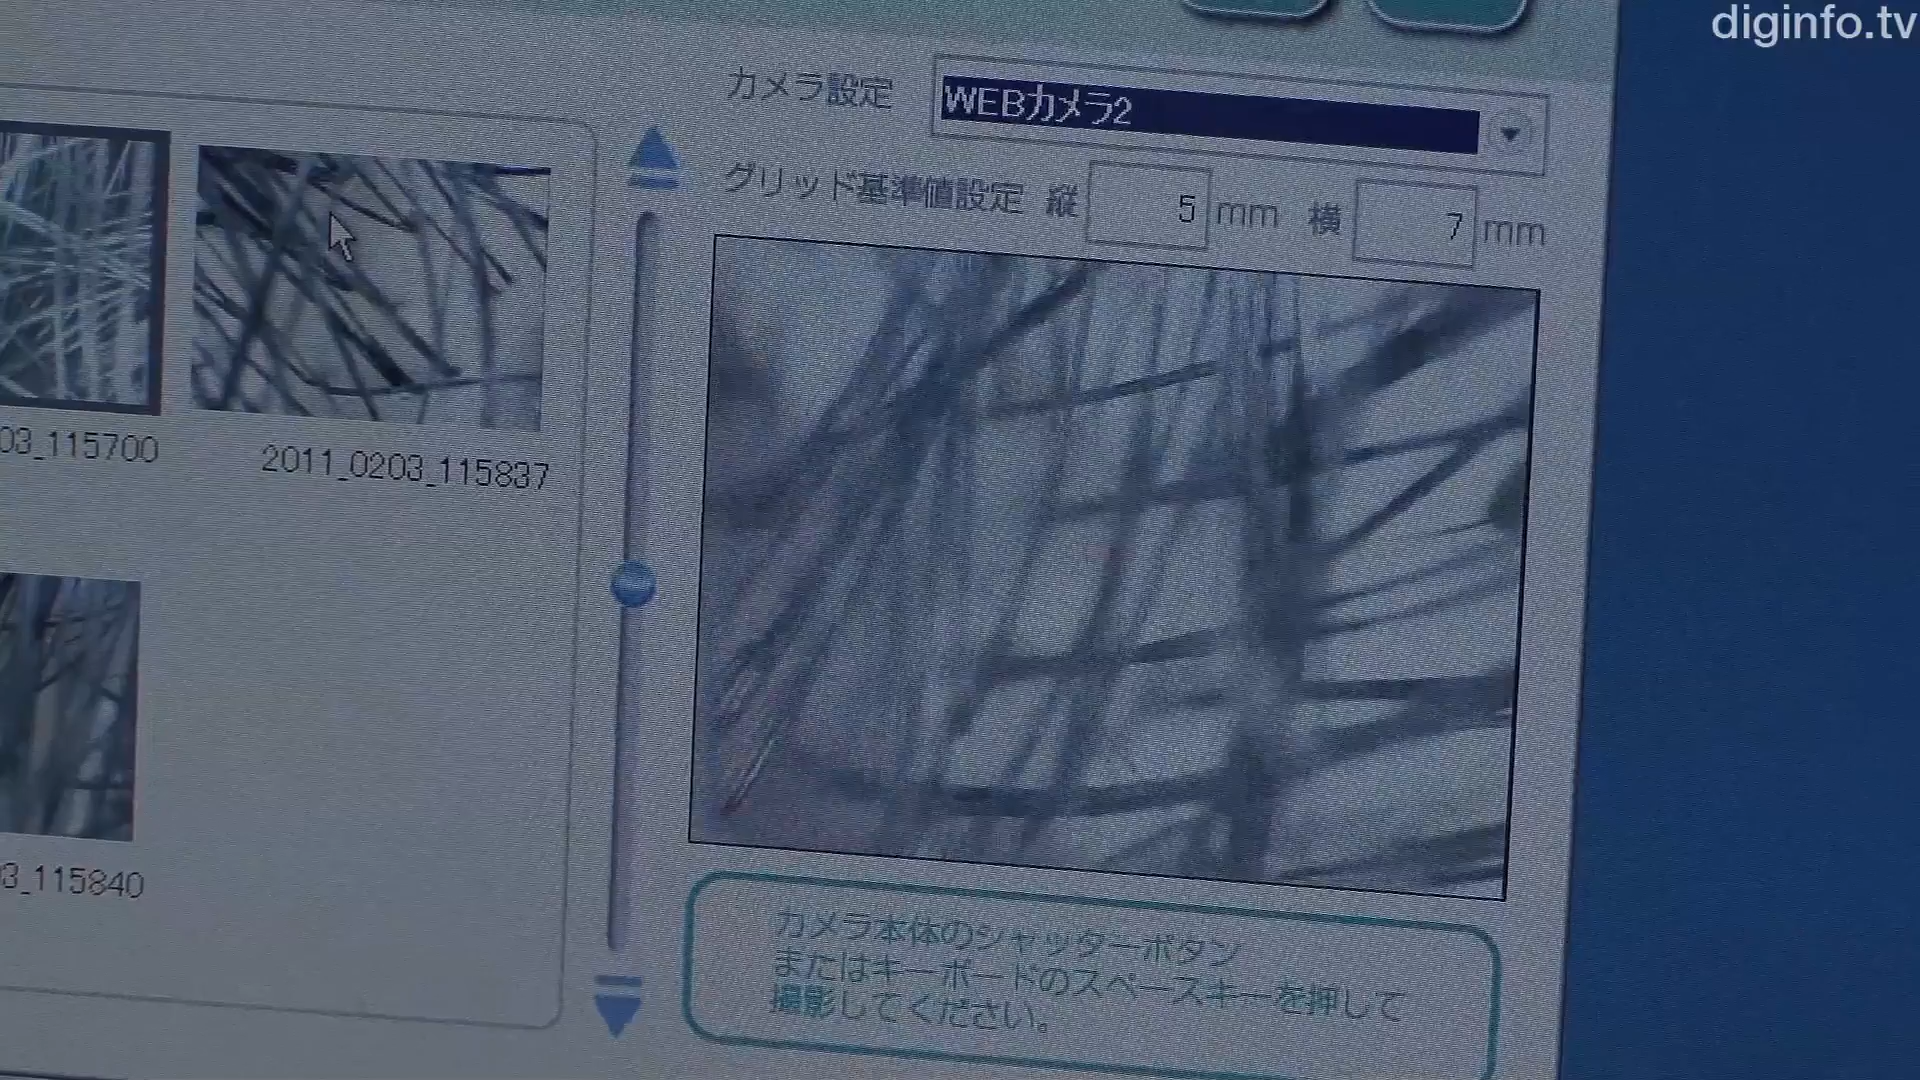 diginfo.tv
カメラ設定 WEBカメラ2
グリッド基準値設定 縦 5 mm 横 7 mm
03_115700
2011_0203_115837
3_115840
カメラ本体のシャッターボタン
またはキーボードのスペースキーを押して
撮影してください。